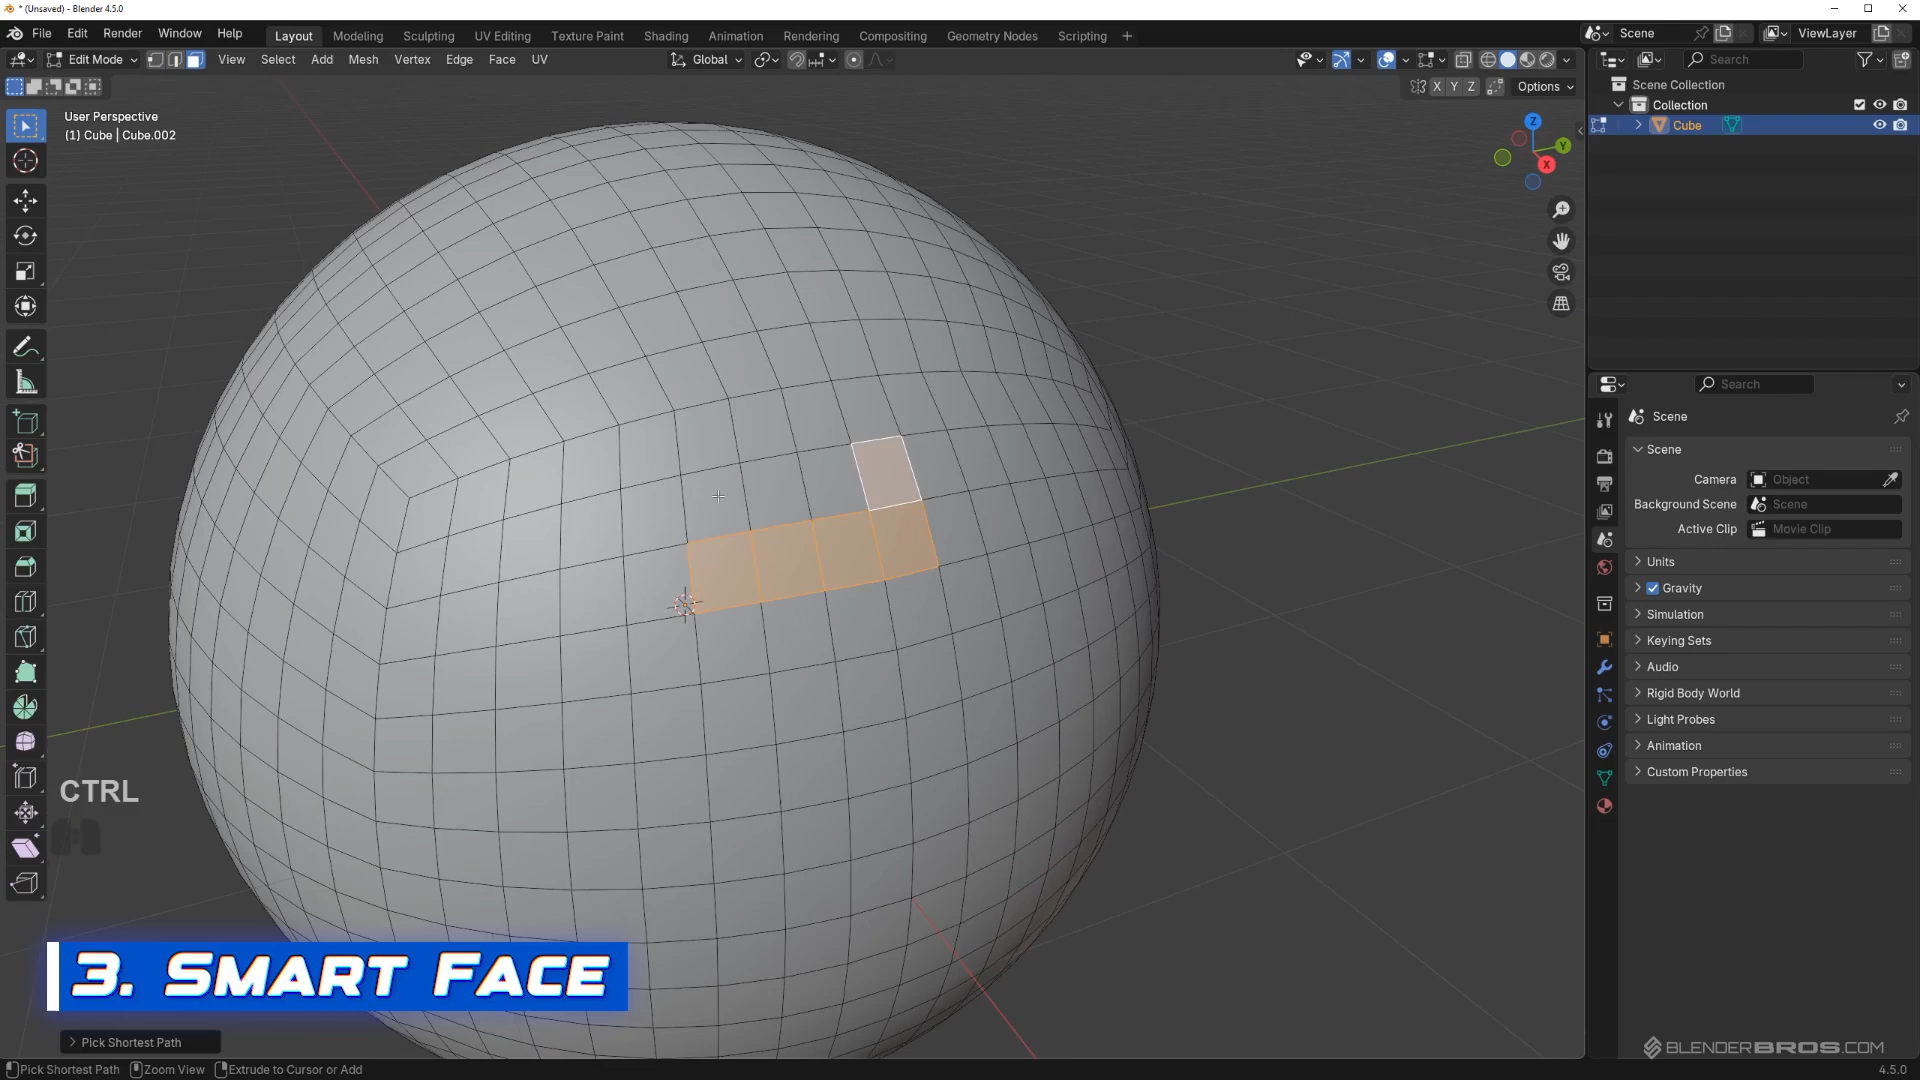 * (Unsaved) - Blender 4.5.0
File Edit Render Window Help Layout Modeling Sculpting UV Editing Texture Paint Shading Animation Rendering Compositing Geometry Nodes Scripting Scene ViewLayer
Edit Mode View Select Add Mesh Vertex Edge Face UV Global Search
X Y Z Options
User Perspective
(1) Cube | Cube.002
Scene Collection
Collection
Cube
Z
Y
X
Search
Scene
Scene
Camera Object
Background Scene Scene
Active Clip Movie Clip
Units
Gravity
Simulation
Keying Sets
Audio
Rigid Body World
Light Probes
Animation
Custom Properties
CTRL
3. SMART FACE
Pick Shortest Path
BLENDERBROS.COM
Pick Shortest Path Zoom View Extrude to Cursor or Add 4.5.0